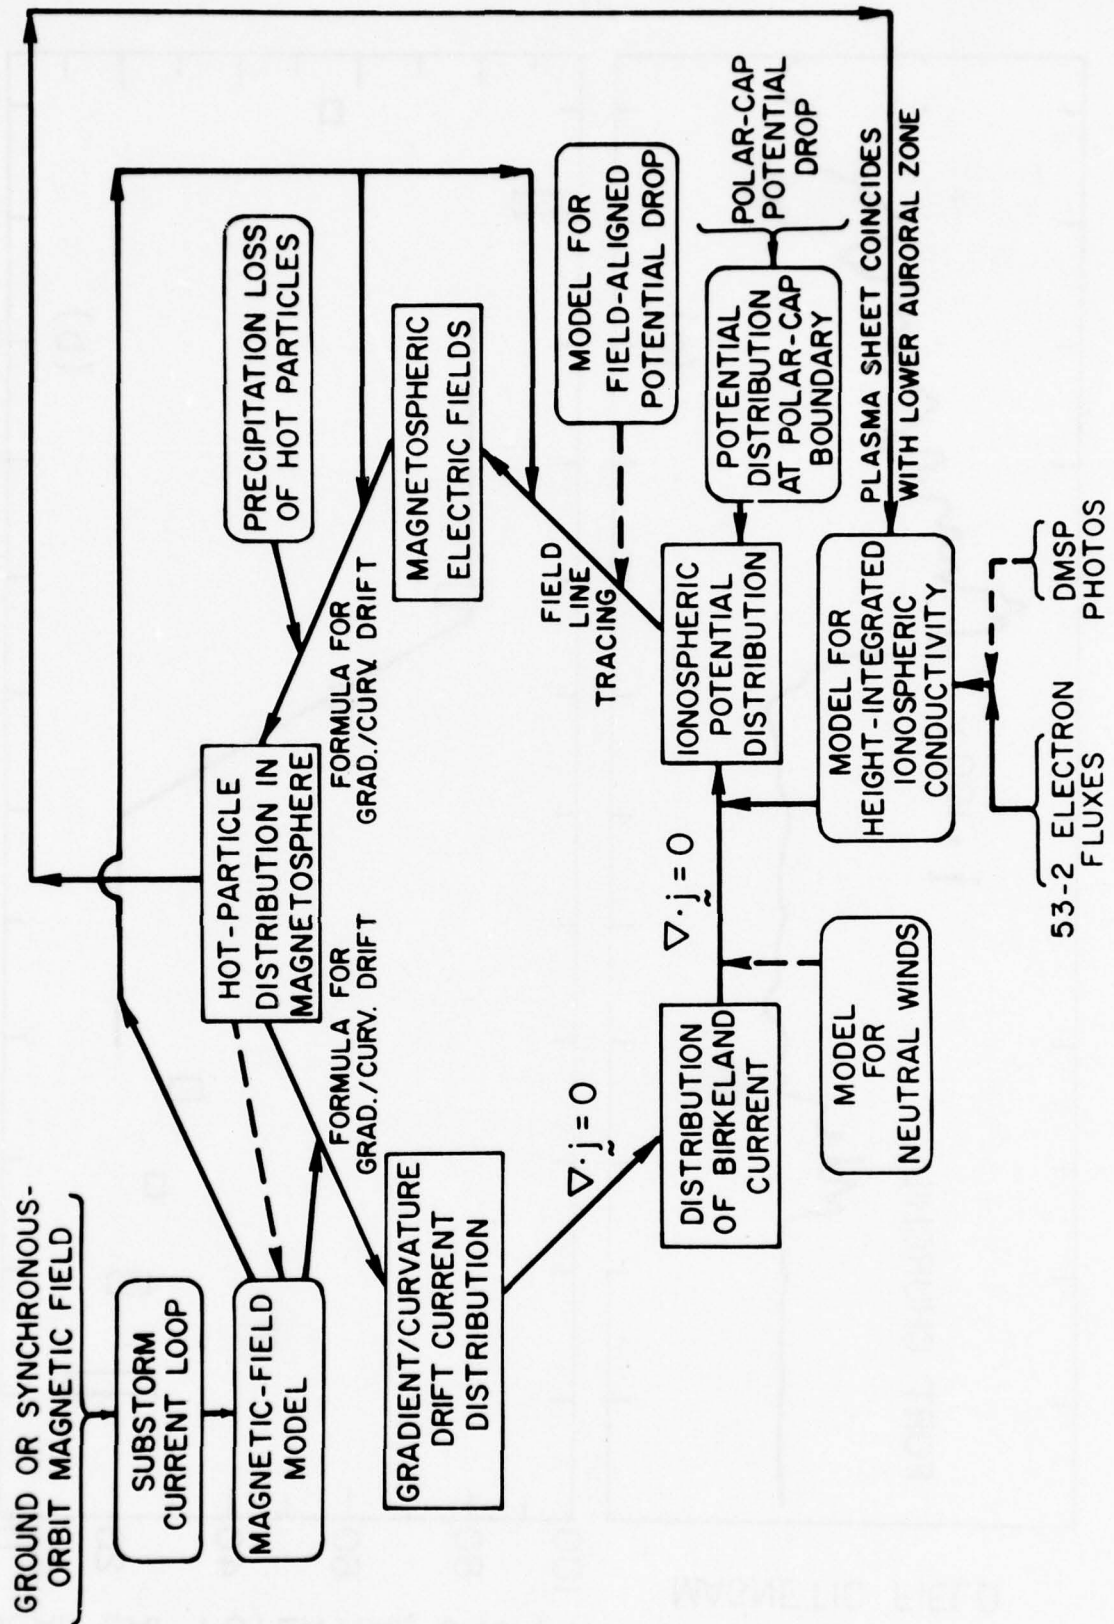 GROUND OR SYNCHRONOUS-
ORBIT MAGNETIC FIELD
SUBSTORM
CURRENT LOOP
MAGNETIC-FIELD
MODEL
HOT-PARTICLE
DISTRIBUTION IN
MAGNETOSPHERE
PRECIPITATION LOSS
OF HOT PARTICLES
FORMULA FOR
GRAD./CURV. DRIFT
FORMULA FOR
GRAD./CURV. DRIFT
GRADIENT/CURVATURE
DRIFT CURRENT
DISTRIBUTION
MAGNETOSPHERIC
ELECTRIC FIELDS
∇·j̰ = 0
FIELD
LINE
TRACING
MODEL FOR
FIELD-ALIGNED
POTENTIAL DROP
DISTRIBUTION
OF BIRKELAND
CURRENT
∇·j̰ = 0
IONOSPHERIC
POTENTIAL
DISTRIBUTION
POTENTIAL
DISTRIBUTION
AT POLAR-CAP
BOUNDARY
POLAR-CAP
POTENTIAL
DROP
MODEL
FOR
NEUTRAL WINDS
MODEL FOR
HEIGHT-INTEGRATED
IONOSPHERIC
CONDUCTIVITY
PLASMA SHEET COINCIDES
WITH LOWER AURORAL ZONE
53-2 ELECTRON
FLUXES
DMSP
PHOTOS